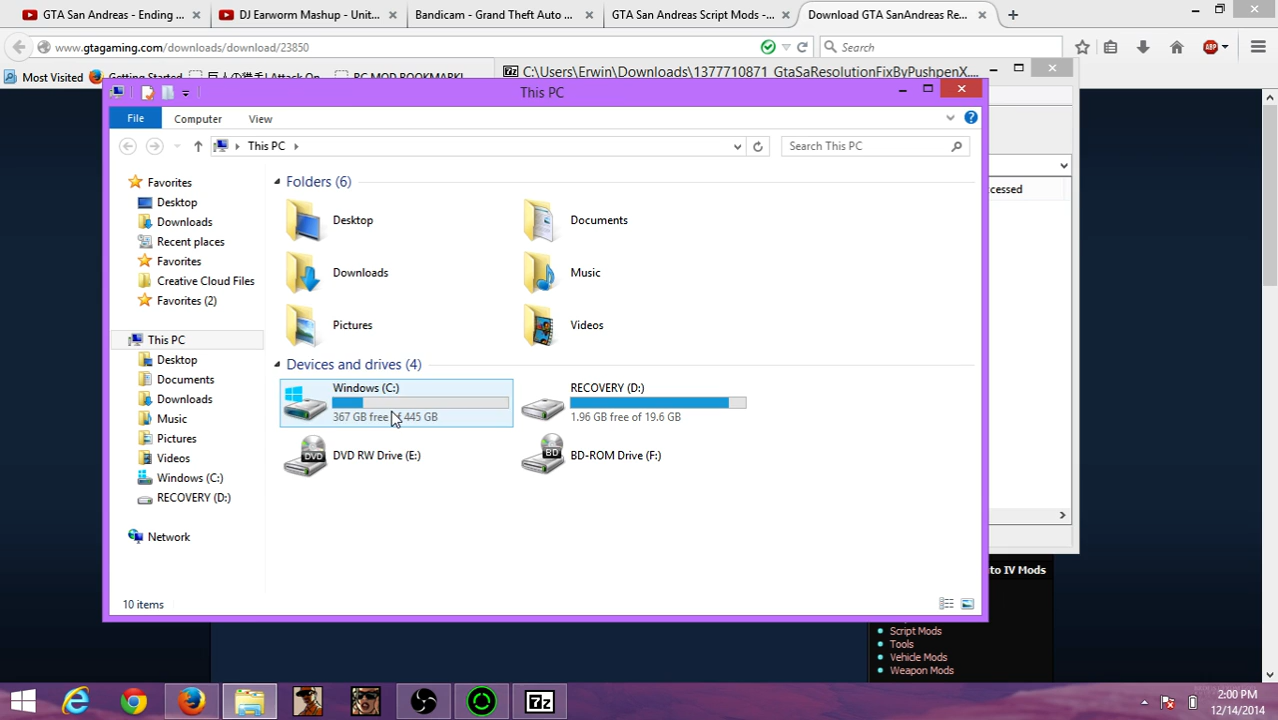 GTA San Andreas - Ending ...
DJ Earworm Mashup - Unit...
Bandicam - Grand Theft Auto ...
GTA San Andreas Script Mods - ...
Download GTA SanAndreas Re...
www.gtagaming.com/downloads/download/23850
Search
ABP
Most Visited
Getting Started
7z C:\Users\Erwin\Downloads\1377710871_GtaSaResolutionFixByPushpenX....
This PC
File
Computer
View
This PC
Search This PC
cessed
Favorites
Desktop
Downloads
Recent places
Favorites
Creative Cloud Files
Favorites (2)
This PC
Desktop
Documents
Downloads
Music
Pictures
Videos
Windows (C:)
RECOVERY (D:)
Network
Folders (6)
Desktop
Documents
Downloads
Music
Pictures
Videos
Devices and drives (4)
Windows (C:)
367 GB free of 445 GB
RECOVERY (D:)
1.96 GB free of 19.6 GB
DVD
DVD RW Drive (E:)
BD
BD-ROM Drive (F:)
10 items
to IV Mods
Script Mods
Tools
Vehicle Mods
Weapon Mods
7z
2:00 PM
12/14/2014